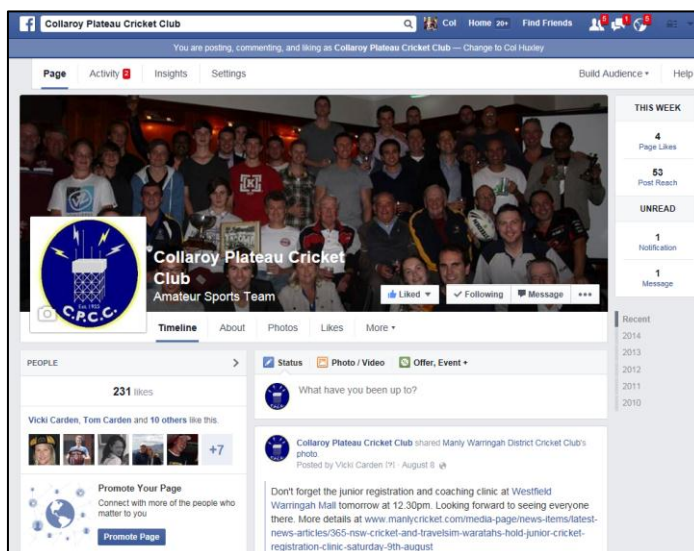 Collaroy Plateau Cricket Club
Col Home 20+ Find Friends 5 1 5
You are posting, commenting, and liking as Collaroy Plateau Cricket Club — Change to Col Huxley
Page Activity 2 Insights Settings Build Audience Help
THIS WEEK
4
Page Likes
53
Post Reach
UNREAD
1
Notification
1
Message
Recent
2014
2013
2012
2011
2010
C.P.C.C.
Collaroy Plateau Cricket
Club
Amateur Sports Team
Liked Following Message
Timeline About Photos Likes More
PEOPLE
231 likes
Vicki Carden, Tom Carden and 10 others like this.
+7
Promote Your Page
Connect with more of the people who
matter to you
Promote Page
Status Photo / Video Offer, Event +
What have you been up to?
Collaroy Plateau Cricket Club shared Manly Warringah District Cricket Club's
photo.
Posted by Vicki Carden [?] · August 8
Don't forget the junior registration and coaching clinic at Westfield
Warringah Mall tomorrow at 12.30pm. Looking forward to seeing everyone
there. More details at www.manlycricket.com/media-page/news-items/latest-
news-articles/365-nsw-cricket-and-travelsim-waratahs-hold-junior-cricket-
registration-clinic-saturday-9th-august